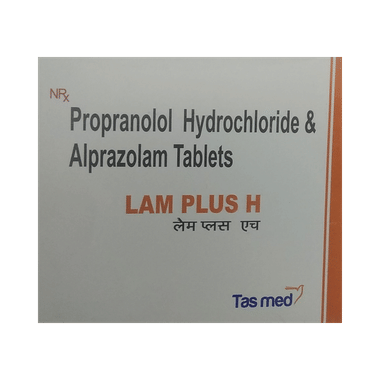 NRx
Propranolol Hydrochloride &
Alprazolam Tablets
LAM PLUS H
लेम प्लस एच
Tas med